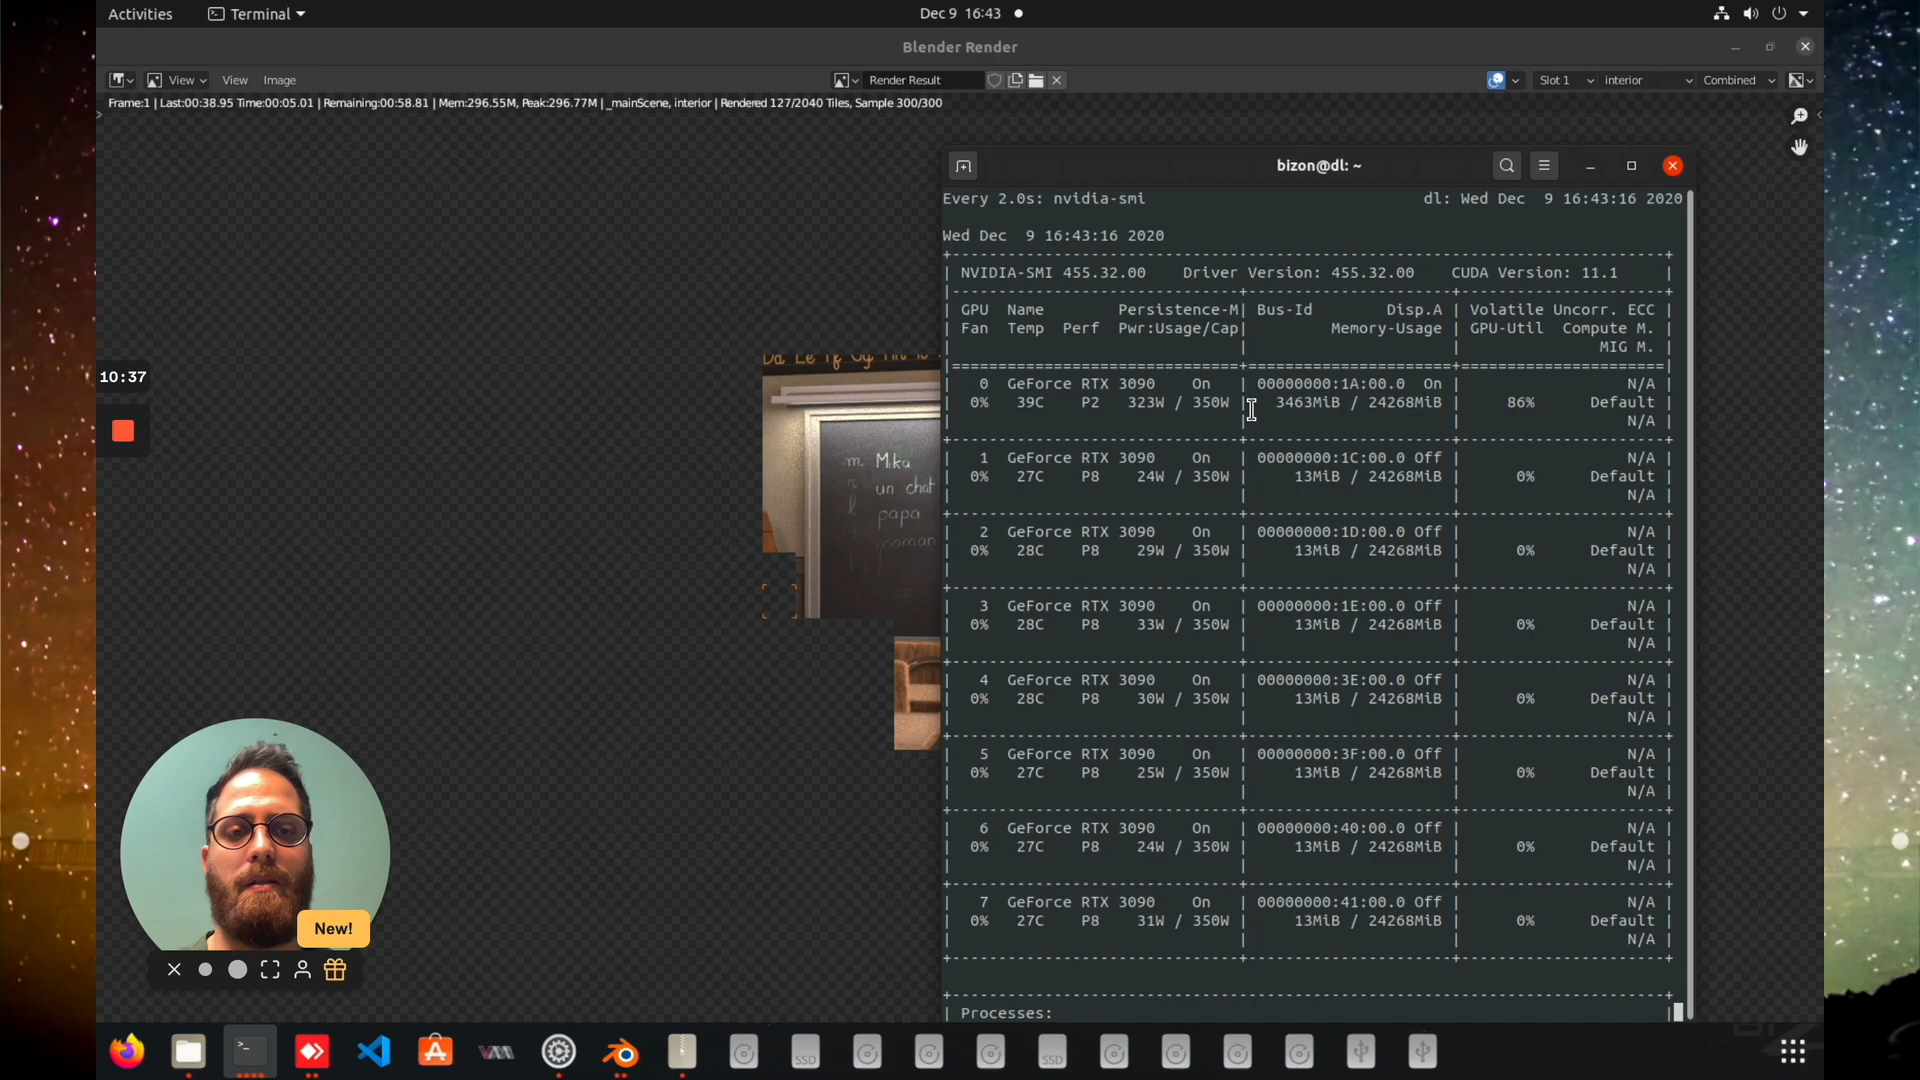 Activities
Terminal
Dec 9 16:43
Blender Render
View
View
Image
Render Result
Slot 1
interior
Combined
Frame:1 | Last:00:38.95 Time:00:05.01 | Remaining:00:58.81 | Mem:296.55M, Peak:296.77M | _mainScene, interior | Rendered 127/2040 Tiles, Sample 300/300
bizon@dl: ~
Every 2.0s: nvidia-smi dl: Wed Dec 9 16:43:16 2020
Wed Dec 9 16:43:16 2020
NVIDIA-SMI 455.32.00 Driver Version: 455.32.00 CUDA Version: 11.1
GPU Name Persistence-M| Bus-Id Disp.A | Volatile Uncorr. ECC |
Fan Temp Perf Pwr:Usage/Cap| Memory-Usage | GPU-Util Compute M. |
MIG M. |
0 GeForce RTX 3090 On | 00000000:1A:00.0 On | N/A |
0% 39C P2 323W / 350W | 3463MiB / 24268MiB | 86% Default |
N/A |
1 GeForce RTX 3090 On | 00000000:1C:00.0 Off | N/A |
0% 27C P8 24W / 350W | 13MiB / 24268MiB | 0% Default |
N/A |
2 GeForce RTX 3090 On | 00000000:1D:00.0 Off | N/A |
0% 28C P8 29W / 350W | 13MiB / 24268MiB | 0% Default |
N/A |
3 GeForce RTX 3090 On | 00000000:1E:00.0 Off | N/A |
0% 28C P8 33W / 350W | 13MiB / 24268MiB | 0% Default |
N/A |
4 GeForce RTX 3090 On | 00000000:3E:00.0 Off | N/A |
0% 28C P8 30W / 350W | 13MiB / 24268MiB | 0% Default |
N/A |
5 GeForce RTX 3090 On | 00000000:3F:00.0 Off | N/A |
0% 27C P8 25W / 350W | 13MiB / 24268MiB | 0% Default |
N/A |
6 GeForce RTX 3090 On | 00000000:40:00.0 Off | N/A |
0% 27C P8 24W / 350W | 13MiB / 24268MiB | 0% Default |
N/A |
7 GeForce RTX 3090 On | 00000000:41:00.0 Off | N/A |
0% 27C P8 31W / 350W | 13MiB / 24268MiB | 0% Default |
N/A |
Processes:
10:37
m Mika
un chat
l papa
New!
SSD
SSD